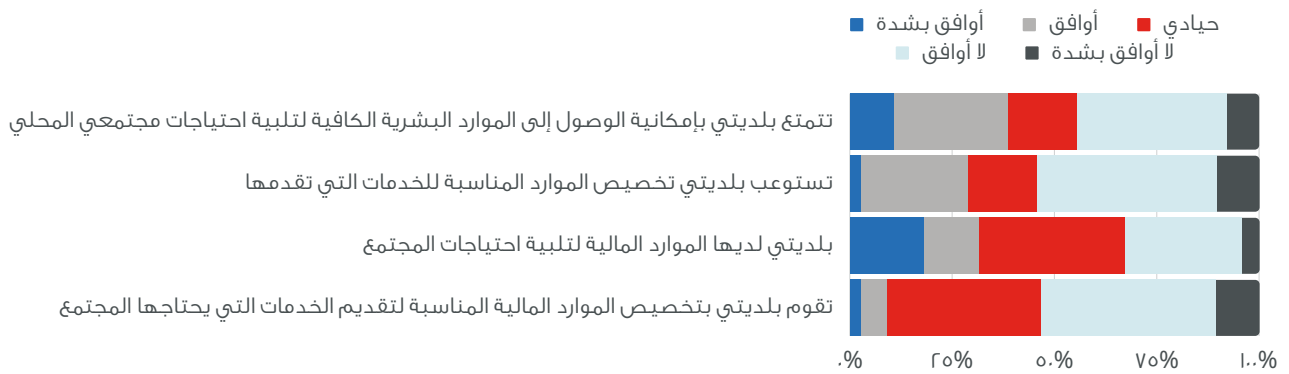 أوافق بشدة أوافق حيادي
لا أوافق لا أوافق بشدة
تتمتع بلديتي بإمكانية الوصول إلى الموارد البشرية الكافية لتلبية احتياجات مجتمعي المحلي
تستوعب بلديتي تخصيص الموارد المناسبة للخدمات التي تقدمها
بلديتي لديها الموارد المالية لتلبية احتياجات المجتمع
تقوم بلديتي بتخصيص الموارد المالية المناسبة لتقديم الخدمات التي يحتاجها المجتمع
٠% ٢٥% ٥٠% ٧٥% ١٠٠%